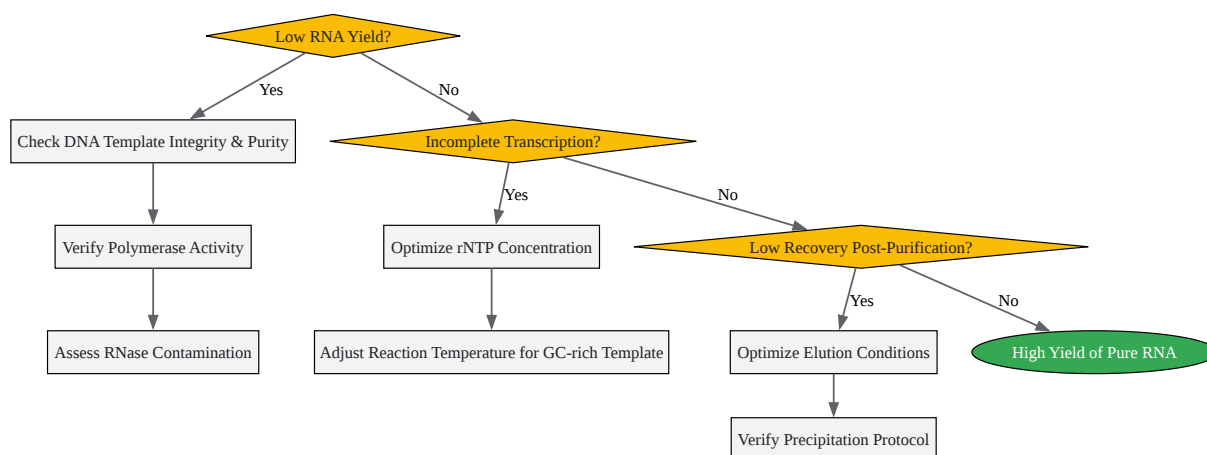 Low RNA Yield?
Yes
No
Check DNA Template Integrity & Purity
Incomplete Transcription?
Yes
No
Verify Polymerase Activity
Optimize rNTP Concentration
Low Recovery Post-Purification?
Yes
No
Assess RNase Contamination
Adjust Reaction Temperature for GC-rich Template
Optimize Elution Conditions
High Yield of Pure RNA
Verify Precipitation Protocol